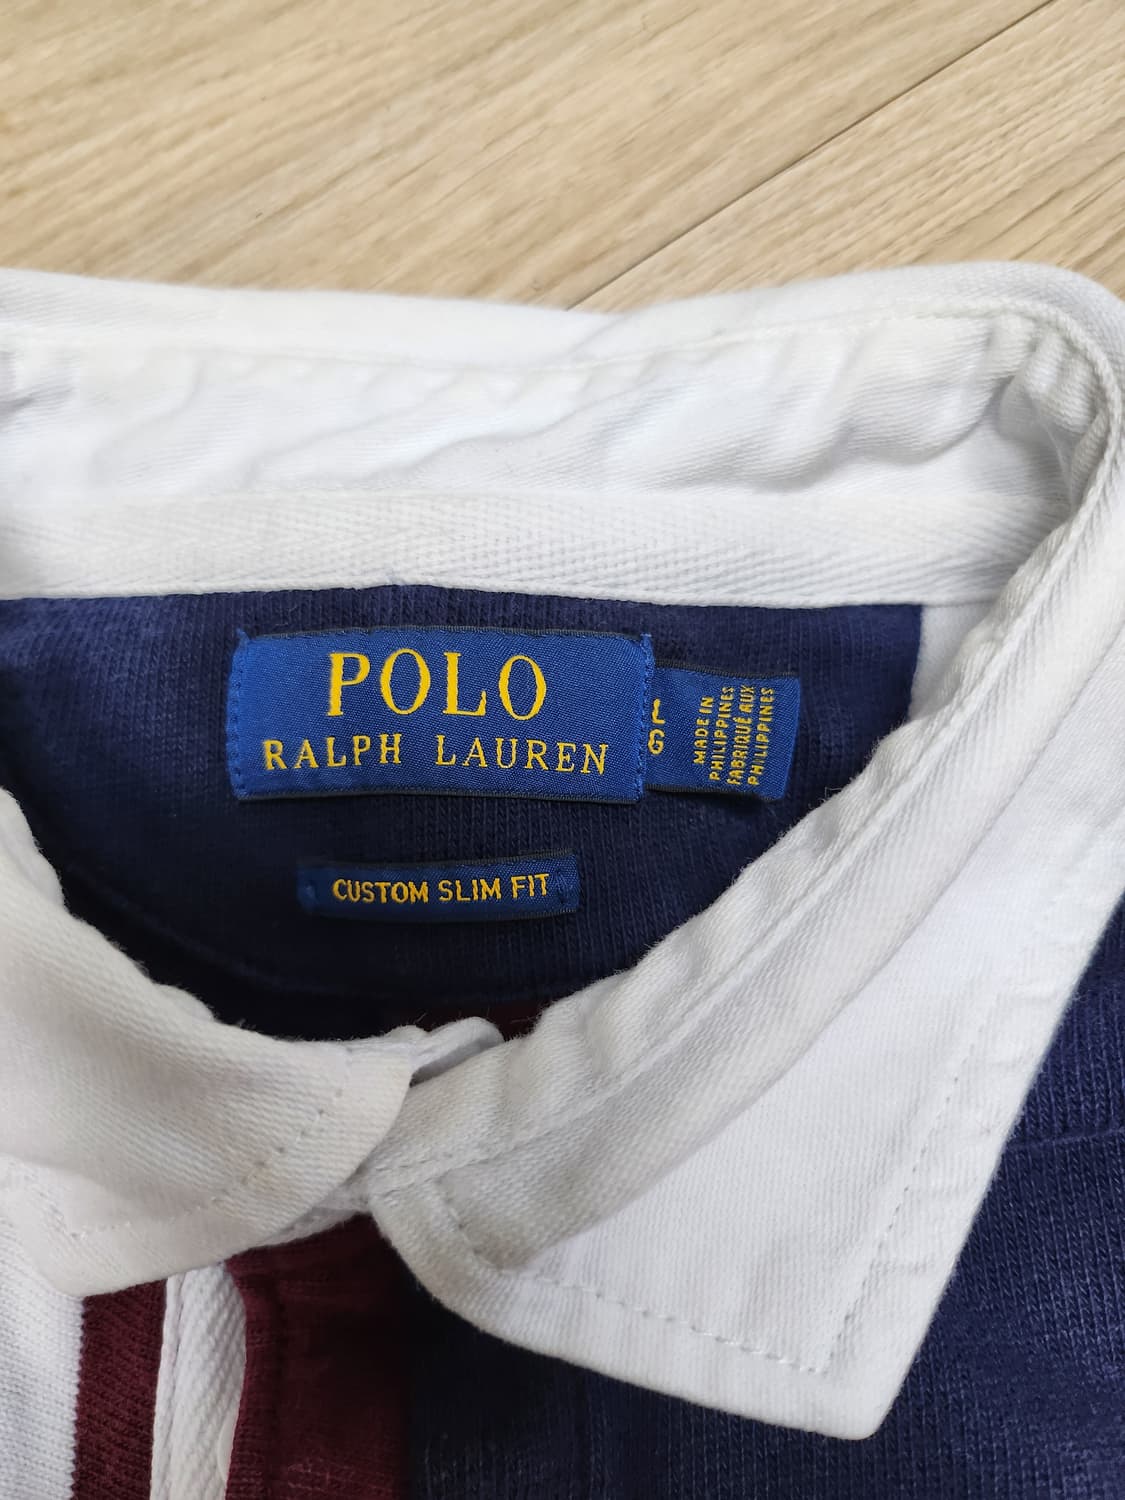 POLO
RALPH LAUREN
L
G
MADE IN
PHILIPPINES
FABRIQUÉ AUX
PHILIPPINES
CUSTOM SLIM FIT